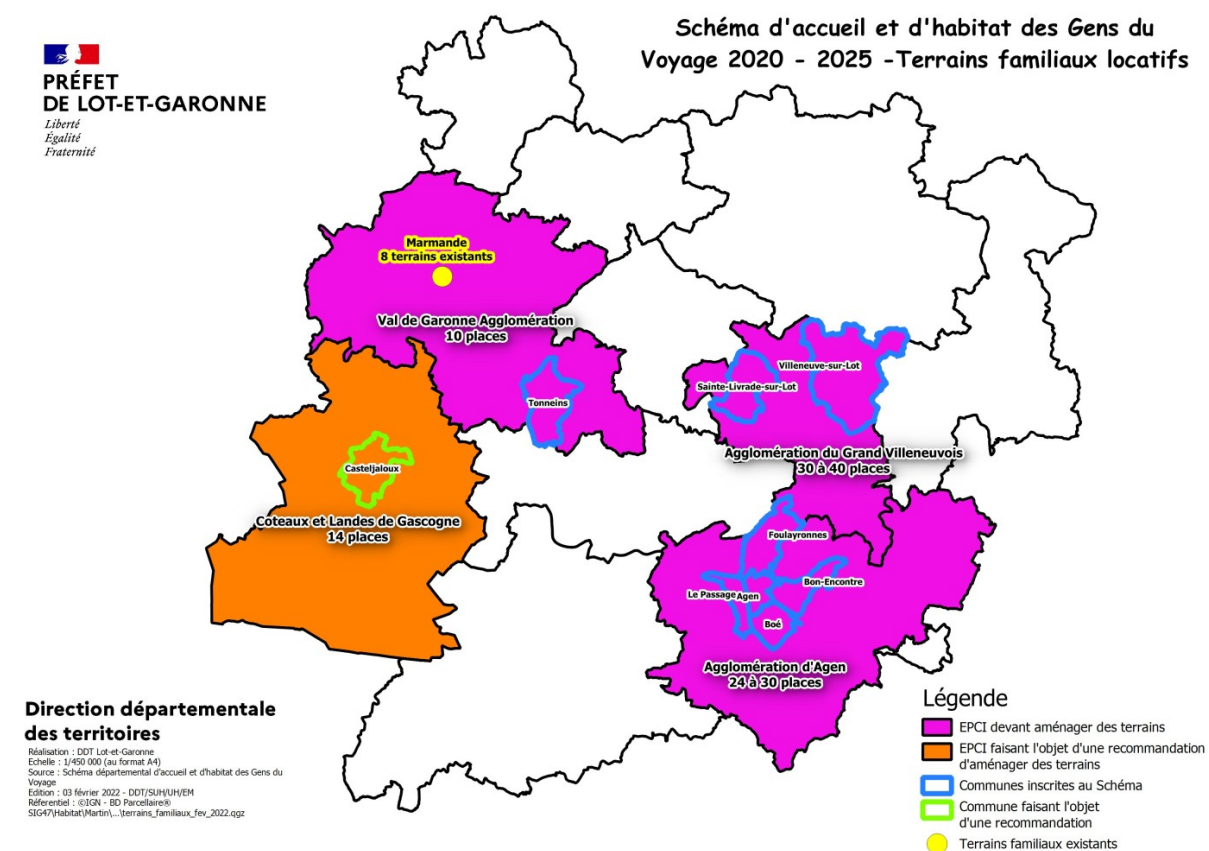 Schéma d'accueil et d'habitat des Gens du
Voyage 2020 - 2025 -Terrains familiaux locatifs
PRÉFET
DE LOT-ET-GARONNE
Liberté
Égalité
Fraternité
Marmande
8 terrains existants
Val de Garonne Agglomération
10 places
Tonneins
Villeneuve-sur-Lot
Sainte-Livrade-sur-Lot
Agglomération du Grand Villeneuvois
30 à 40 places
Casteljaloux
Coteaux et Landes de Gascogne
14 places
Foulayronnes
Bon-Encontre
Le Passage
Agen
Boé
Agglomération d'Agen
24 à 30 places
Direction départementale
des territoires
Réalisation : DDT Lot-et-Garonne
Echelle : 1/450 000 (au format A4)
Source : Schéma départemental d'accueil et d'habitat des Gens du
Voyage
Edition : 03 février 2022 - DDT/SUH/UH/EM
Réferentiel : ©IGN - BD Parcellaire®
SIG47\Habitat\Martin\...\terrains_familiaux_fev_2022.qgz
Légende
EPCI devant aménager des terrains
EPCI faisant l'objet d'une recommandation
d'aménager des terrains
Communes inscrites au Schéma
Commune faisant l'objet
d'une recommandation
Terrains familiaux existants